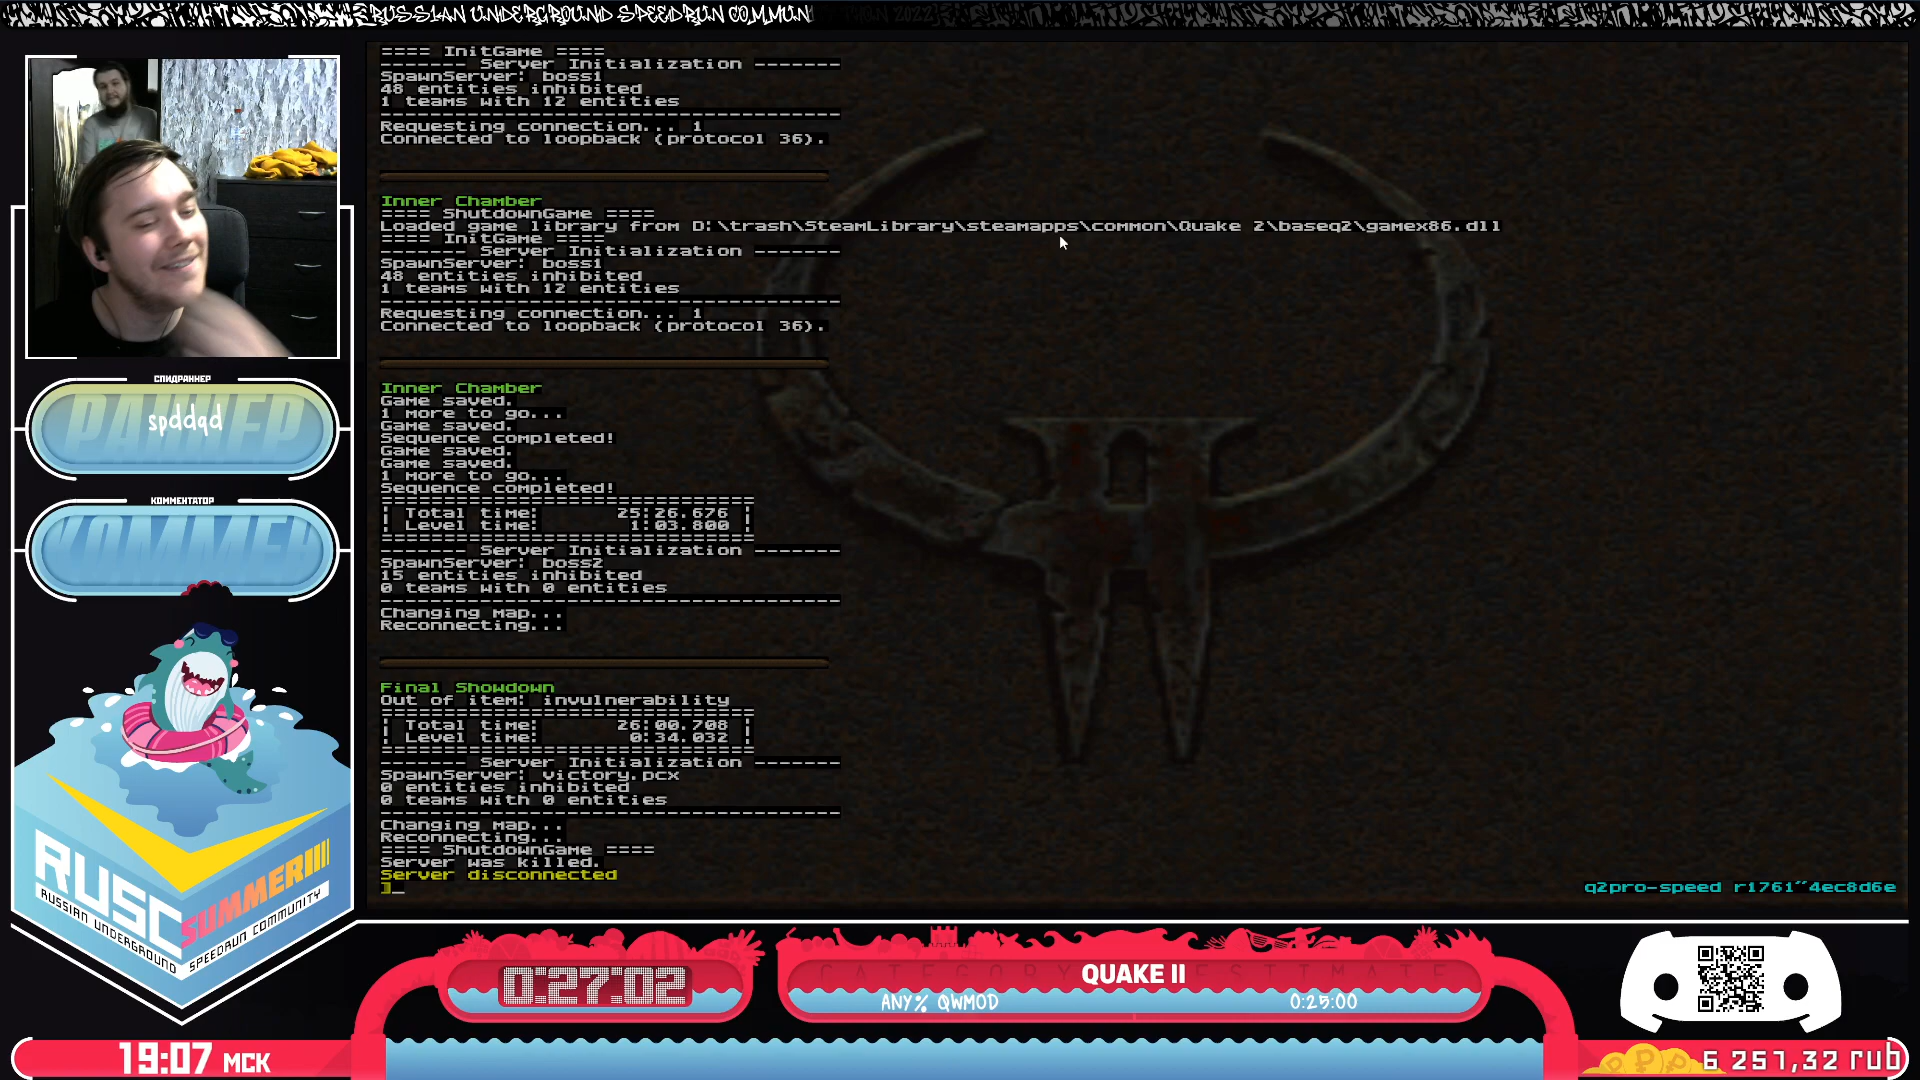 RUSSIAN UNDERGROUND SPEEDRUN COMMUN
==== InitGame ====
------- Server Initialization -------
SpawnServer: boss1
48 entities inhibited
1 teams with 12 entities
-------------------------------------
Requesting connection... 1
Connected to loopback (protocol 36).
Inner Chamber
==== ShutdownGame ====
Loaded game library from D:\trash\SteamLibrary\steamapps\common\Quake 2\baseq2\gamex86.dll
==== InitGame ====
------- Server Initialization -------
SpawnServer: boss1
48 entities inhibited
1 teams with 12 entities
-------------------------------------
Requesting connection... 1
Connected to loopback (protocol 36).
Inner Chamber
Game saved.
1 more to go...
Game saved.
Sequence completed!
Game saved.
Game saved.
1 more to go...
Sequence completed!
==============================
| Total time: 25:26.676 |
| Level time: 1:03.800 |
==============================
------- Server Initialization -------
SpawnServer: boss2
15 entities inhibited
0 teams with 0 entities
-------------------------------------
Changing map...
Reconnecting...
Final Showdown
Out of item: invulnerability
==============================
| Total time: 26:00.708 |
| Level time: 0:34.032 |
==============================
------- Server Initialization -------
SpawnServer: victory.pcx
0 entities inhibited
0 teams with 0 entities
-------------------------------------
Changing map...
Reconnecting...
==== ShutdownGame ====
Server was killed.
Server disconnected
]_
q2pro-speed r1761~4ec8d6e
СПИДРАННЕР
РАННЕР
spddqd
КОММЕНТАТОР
КОММЕН
RUSC
SUMMER
RUSSIAN UNDERGROUND
SPEEDRUN COMMUNITY
0:27:02
CATEGORY ESTIMATE
QUAKE II
ANY% QWMOD
0:25:00
19:07 МСК
6 251,32 rub